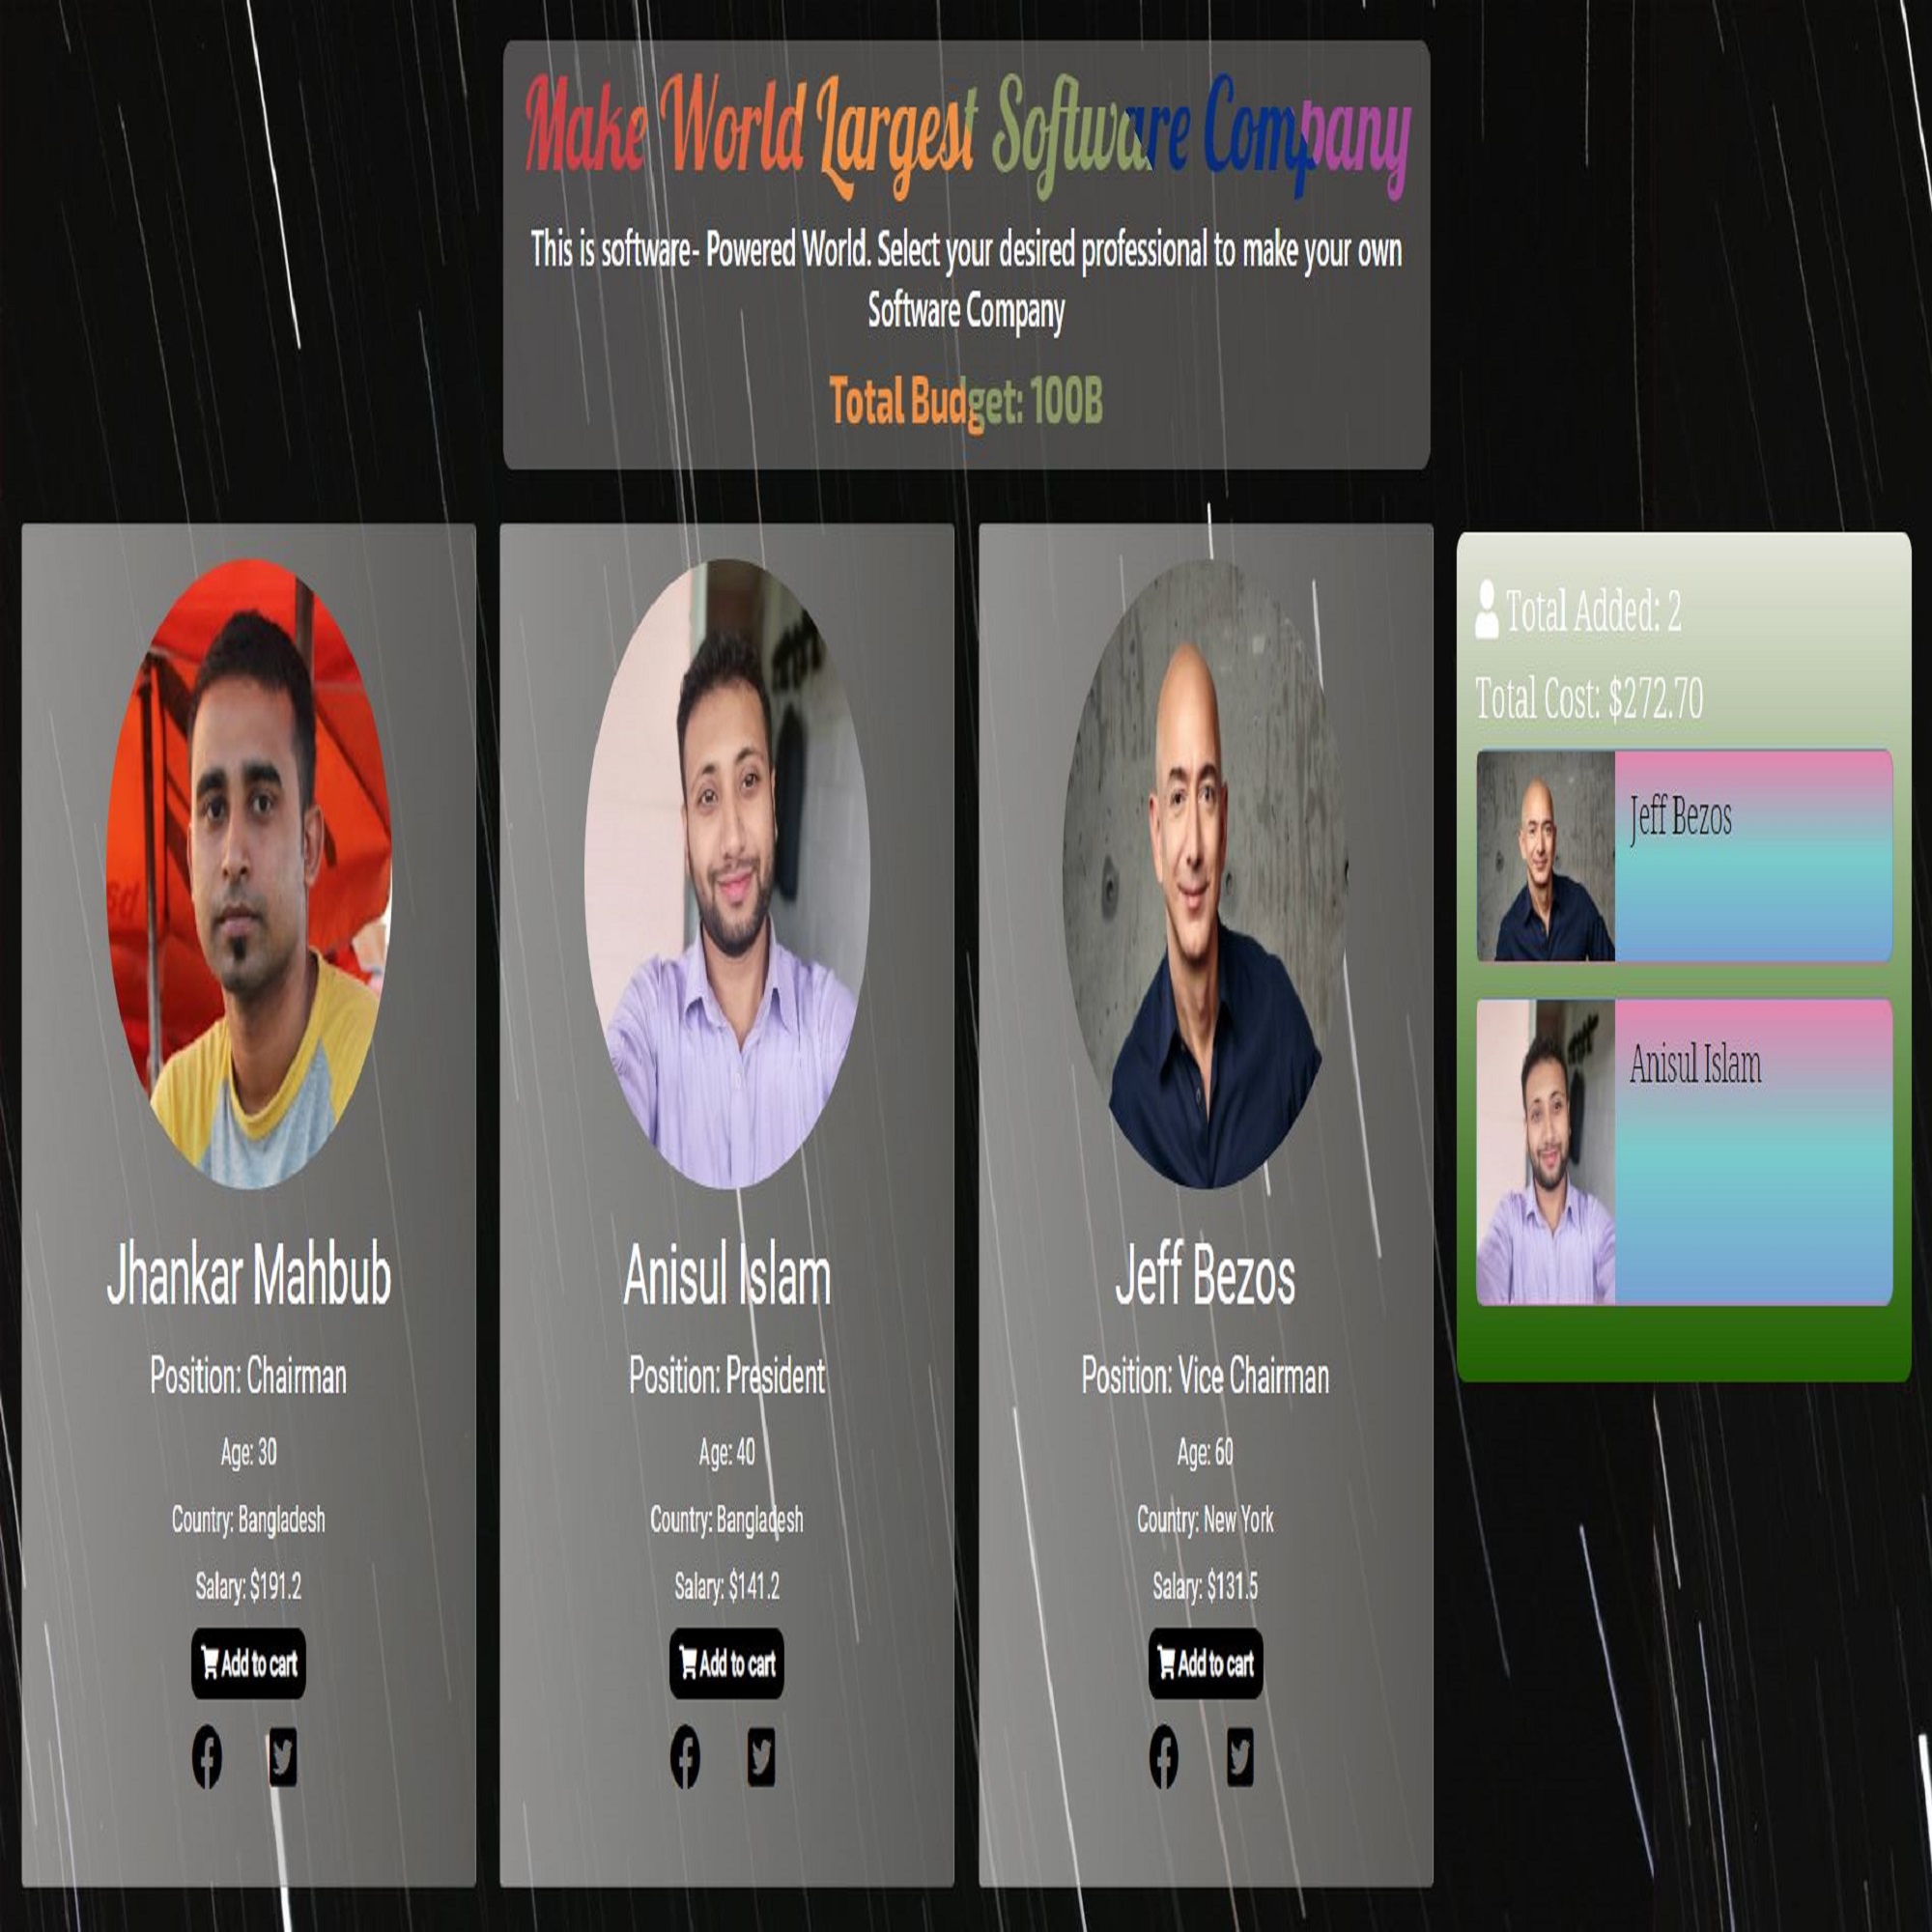 Make World Largest Software Company
This is software- Powered World. Select your desired professional to make your own
Software Company
Total Budget: 100B
Jhankar Mahbub
Position: Chairman
Age: 30
Country: Bangladesh
Salary: $191.2
Add to cart
Anisul Islam
Position: President
Age: 40
Country: Bangladesh
Salary: $141.2
Add to cart
Jeff Bezos
Position: Vice Chairman
Age: 60
Country: New York
Salary: $131.5
Add to cart
Total Added: 2
Total Cost: $272.70
Jeff Bezos
Anisul Islam